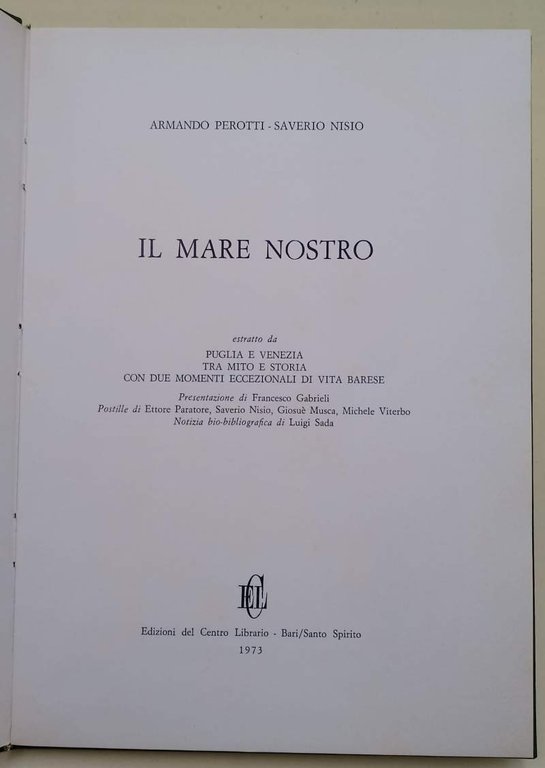 ARMANDO PEROTTI - SAVERIO NISIO
IL MARE NOSTRO
estratto da
PUGLIA E VENEZIA
TRA MITO E STORIA
CON DUE MOMENTI ECCEZIONALI DI VITA BARESE
Presentazione di Francesco Gabrieli
Postille di Ettore Paratore, Saverio Nisio, Giosuè Musca, Michele Viterbo
Notizia bio-bibliografica di Luigi Sada
ECL
Edizioni del Centro Librario - Bari/Santo Spirito
1973